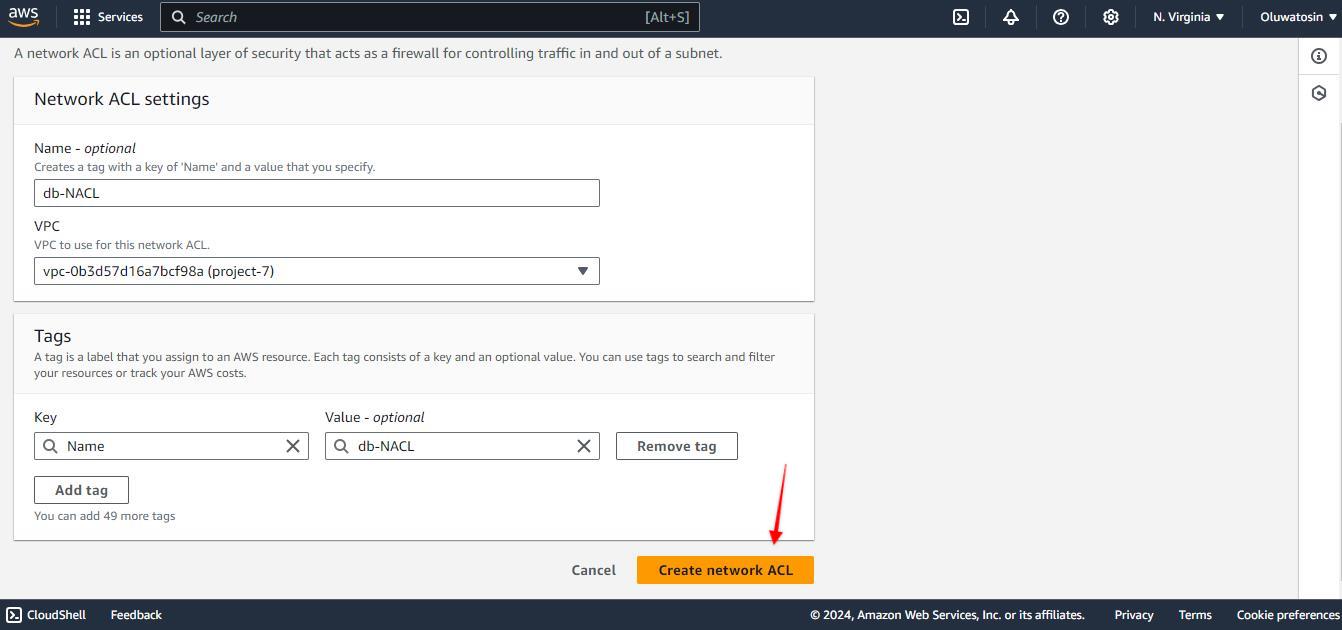 aws Services Search [Alt+S] N. Virginia Oluwatosin
A network ACL is an optional layer of security that acts as a firewall for controlling traffic in and out of a subnet.
Network ACL settings
Name - optional
Creates a tag with a key of 'Name' and a value that you specify.
db-NACL
VPC
VPC to use for this network ACL.
vpc-0b3d57d16a7bcf98a (project-7)
Tags
A tag is a label that you assign to an AWS resource. Each tag consists of a key and an optional value. You can use tags to search and filter
your resources or track your AWS costs.
Key Value - optional
Name db-NACL Remove tag
Add tag
You can add 49 more tags
Cancel Create network ACL
CloudShell Feedback © 2024, Amazon Web Services, Inc. or its affiliates. Privacy Terms Cookie preferences